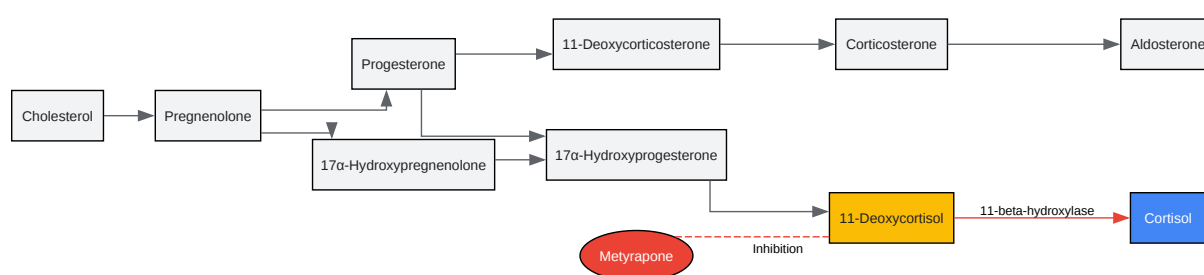 11-Deoxycorticosterone
Corticosterone
Aldosterone
Progesterone
Cholesterol
Pregnenolone
17α-Hydroxypregnenolone
17α-Hydroxyprogesterone
11-Deoxycortisol
11-beta-hydroxylase
Cortisol
Metyrapone
Inhibition